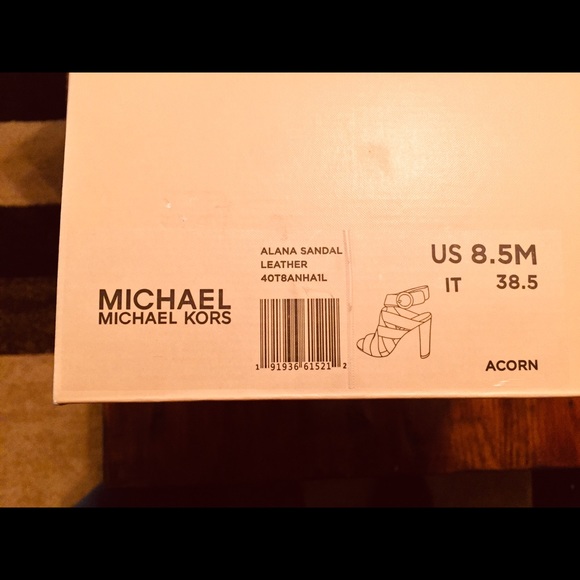 MICHAEL
MICHAEL KORS
ALANA SANDAL
LEATHER
40T8ANHA1L
1 91936 61521 2
US 8.5M
IT 38.5
ACORN